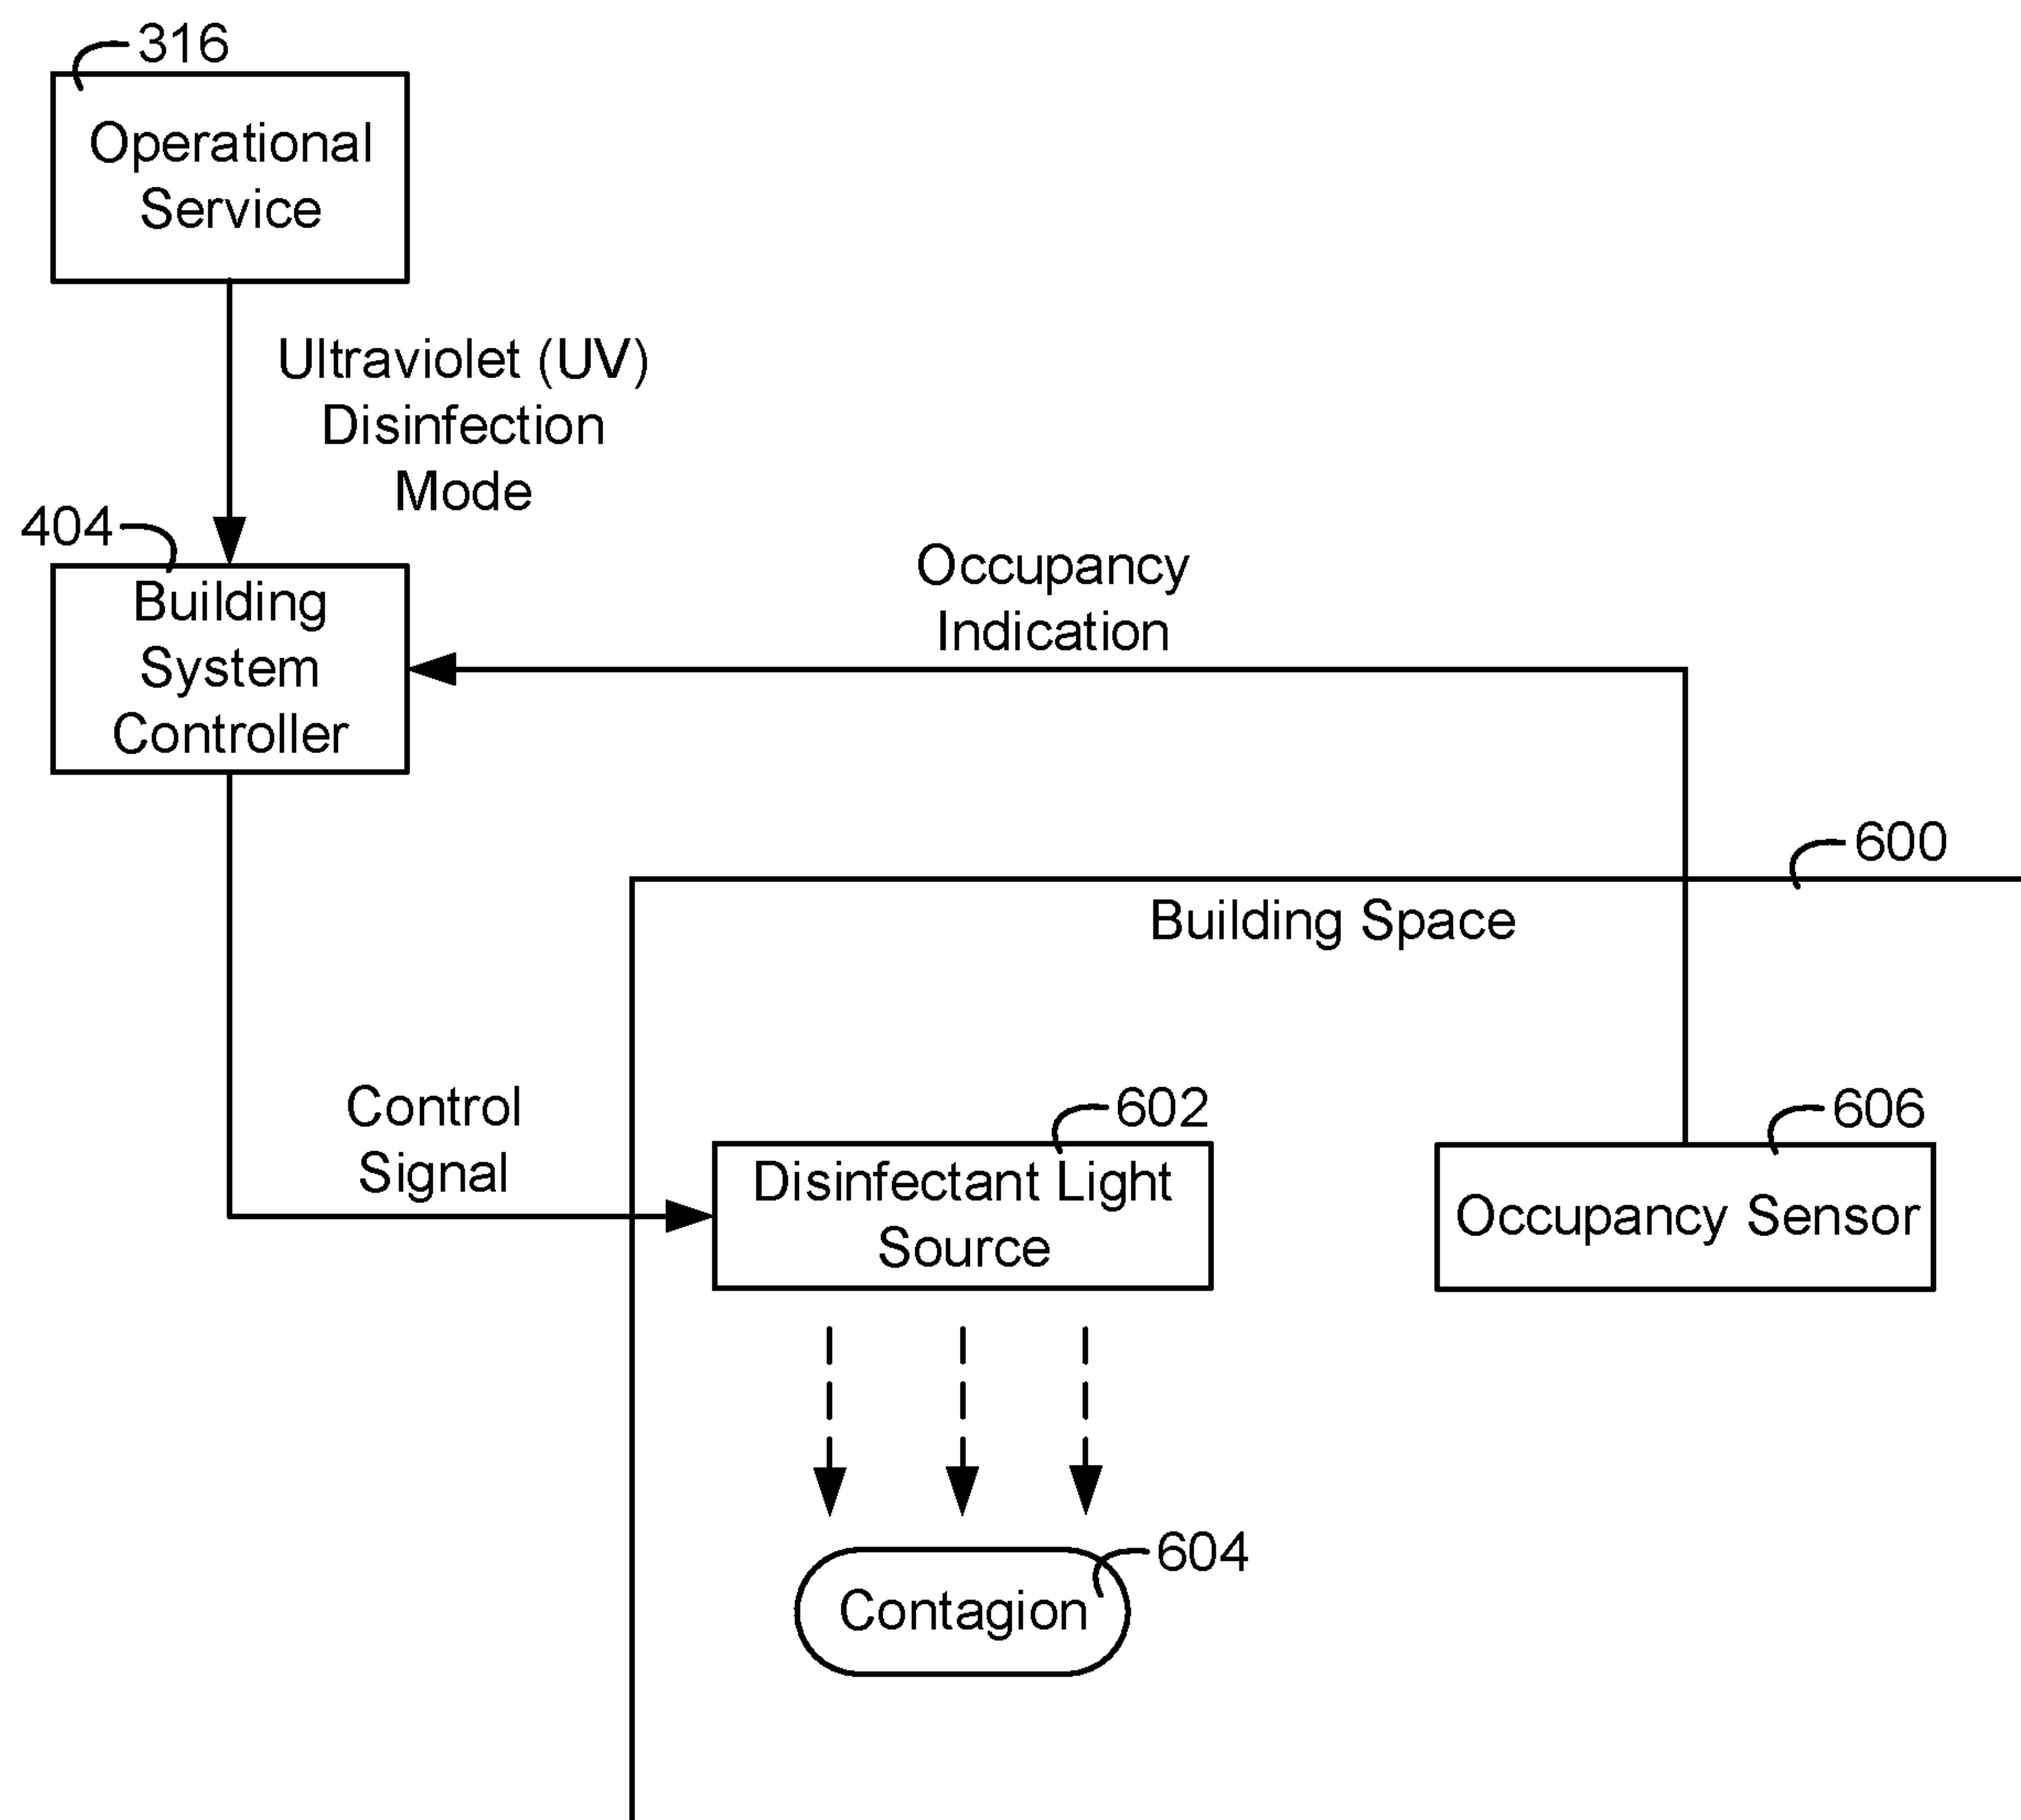 316
Operational
Service
Ultraviolet (UV)
Disinfection
Mode
404
Building
System
Controller
Occupancy
Indication
600
Building Space
Control
Signal
602
Disinfectant Light
Source
606
Occupancy Sensor
604
Contagion